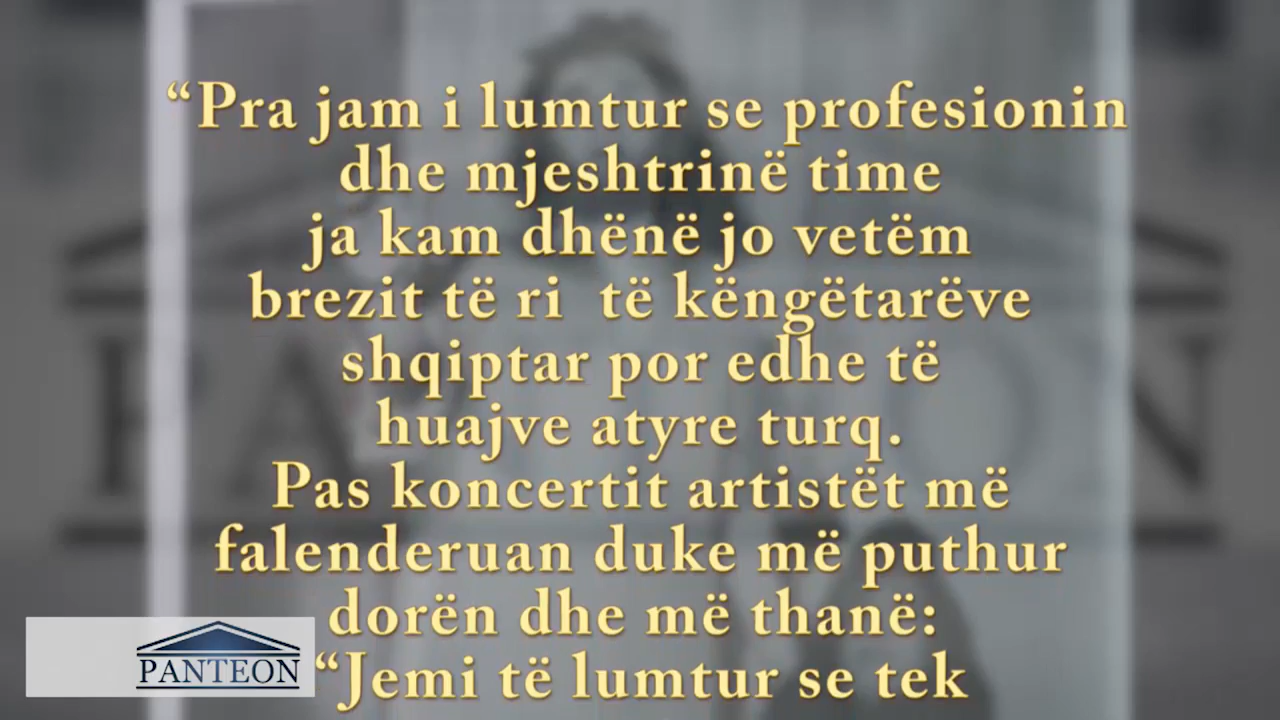 “Pra jam i lumtur se profesionin
dhe mjeshtrinë time
ja kam dhënë jo vetëm
brezit të ri të këngëtarëve
shqiptar por edhe të
huajve atyre turq.
Pas koncertit artistët më
falenderuan duke më puthur
dorën dhe më thanë:
“Jemi të lumtur se tek
PANTEON